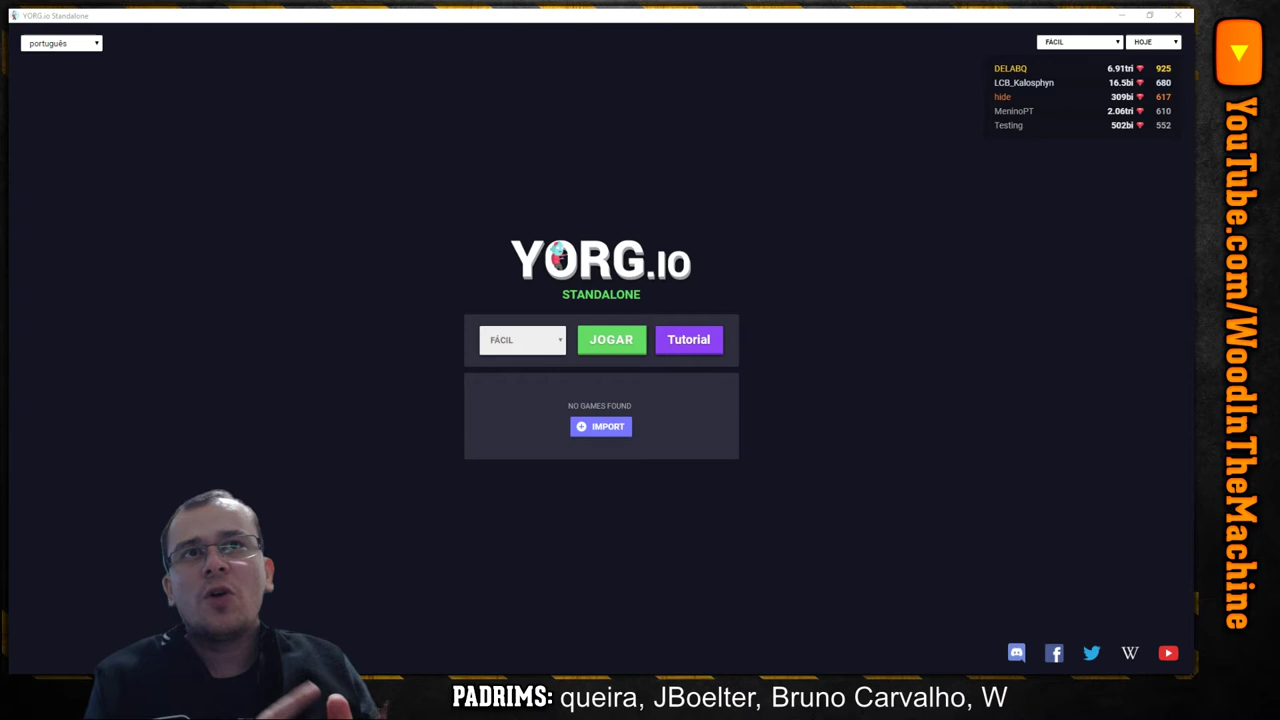 YORG.io Standalone
português
FÁCIL HOJE
DELABQ 6.91tri 925
LCB_Kalosphyn 16.5bi 680
hide 309bi 617
MeninoPT 2.06tri 610
Testing 502bi 552
YORG.io
STANDALONE
FÁCIL JOGAR Tutorial
NO GAMES FOUND
IMPORT
W
YouTube.com/WoodInTheMachine
PADRIMS: queira, JBoelter, Bruno Carvalho, W